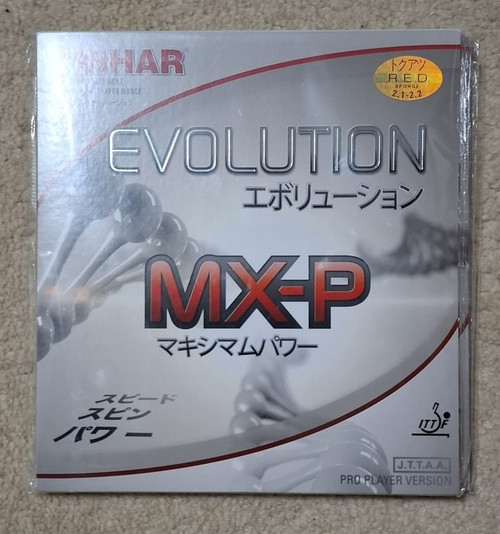 TIBHAR
トクアツ
R.E.D.
SPONGE
2.1-2.2
EVOLUTION
エボリューション
MX-P
マキシマムパワー
スピード
スピン
パワー
ITTF
J.T.T.A.A.
PRO PLAYER VERSION